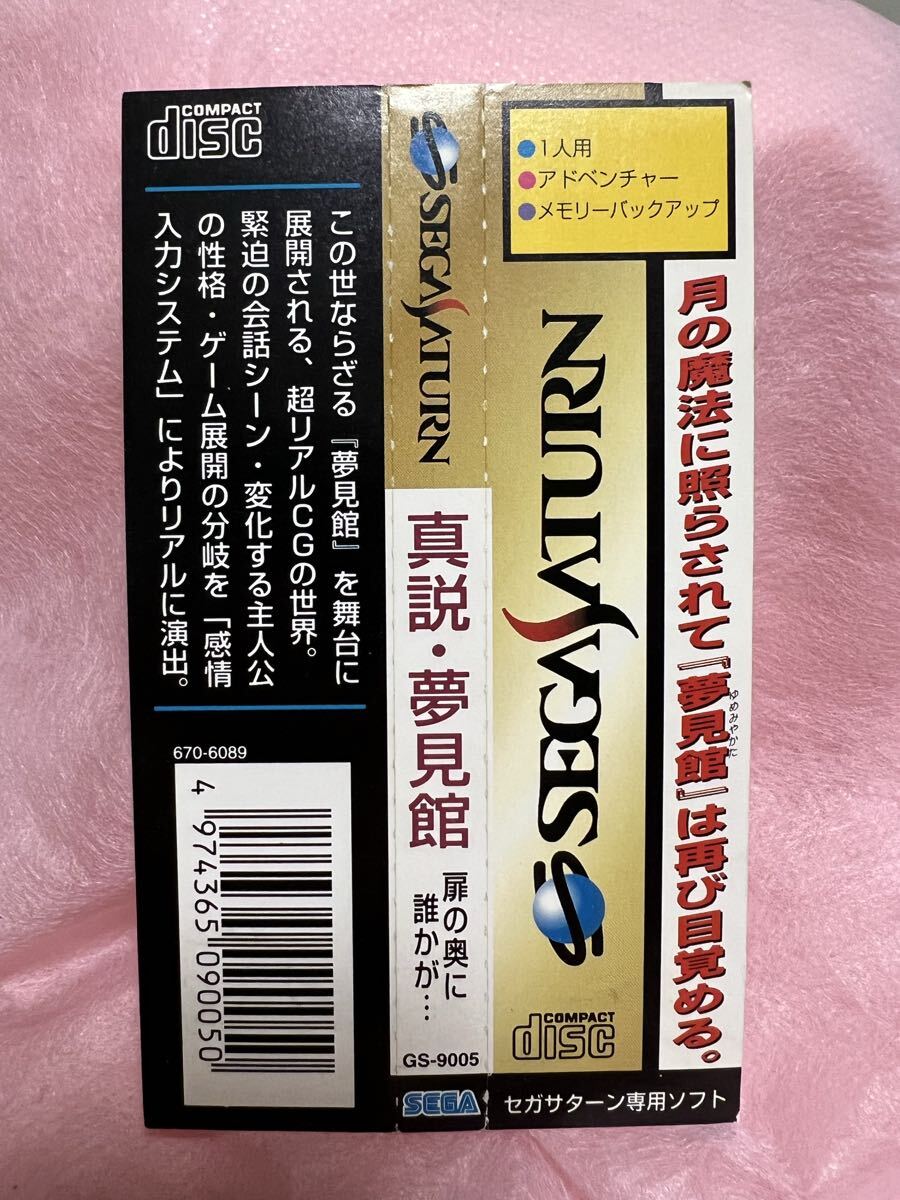 COMPACT
disc
この世ならざる『夢見館』を舞台に
展開される、超リアルCGの世界。
緊迫の会話シーン・変化する主人公
の性格・ゲーム展開の分岐を「感情
入力システム」によりリアルに演出。
670-6089
4 974365 090050
SEGA SATURN
真説・夢見館
扉の奥に
誰かが…
GS-9005
SEGA
●1人用
●アドベンチャー
●メモリーバックアップ
SEGA SATURN
COMPACT
disc
月の魔法に照らされて『夢見館』は再び目覚める。
ゆめみやかた
セガサターン専用ソフト